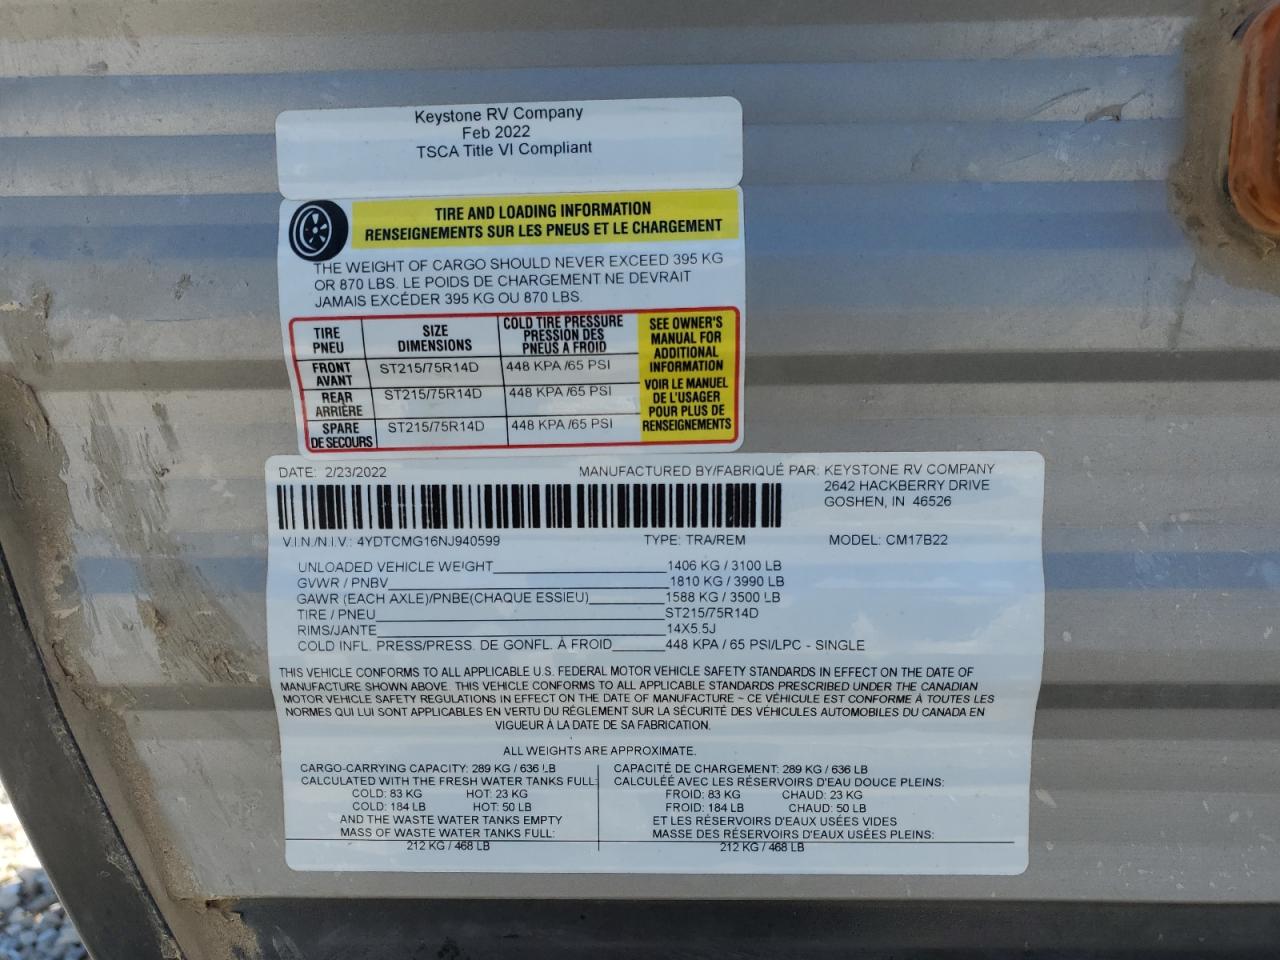 Keystone RV Company
Feb 2022
TSCA Title VI Compliant
TIRE AND LOADING INFORMATION
RENSEIGNEMENTS SUR LES PNEUS ET LE CHARGEMENT
THE WEIGHT OF CARGO SHOULD NEVER EXCEED 395 KG
OR 870 LBS. LE POIDS DE CHARGEMENT NE DEVRAIT
JAMAIS EXCÉDER 395 KG OU 870 LBS.
TIRE
PNEU
SIZE
DIMENSIONS
COLD TIRE PRESSURE
PRESSION DES
PNEUS A FROID
FRONT
AVANT
ST215/75R14D
448 KPA /65 PSI
REAR
ARRIÈRE
ST215/75R14D
448 KPA /65 PSI
SPARE
DE SECOURS
ST215/75R14D
448 KPA /65 PSI
SEE OWNER'S
MANUAL FOR
ADDITIONAL
INFORMATION
VOIR LE MANUEL
DE L'USAGER
POUR PLUS DE
RENSEIGNEMENTS
DATE: 2/23/2022 MANUFACTURED BY/FABRIQUÉ PAR: KEYSTONE RV COMPANY
2642 HACKBERRY DRIVE
GOSHEN, IN 46526
V.I.N./N.I.V.: 4YDTCMG16NJ940599 TYPE: TRA/REM MODEL: CM17B22
UNLOADED VEHICLE WEIGHT 1406 KG / 3100 LB
GVWR / PNBV 1810 KG / 3990 LB
GAWR (EACH AXLE)/PNBE(CHAQUE ESSIEU) 1588 KG / 3500 LB
TIRE / PNEU ST215/75R14D
RIMS/JANTE 14X5.5J
COLD INFL. PRESS/PRESS. DE GONFL. À FROID 448 KPA / 65 PSI/LPC - SINGLE
THIS VEHICLE CONFORMS TO ALL APPLICABLE U.S. FEDERAL MOTOR VEHICLE SAFETY STANDARDS IN EFFECT ON THE DATE OF
MANUFACTURE SHOWN ABOVE. THIS VEHICLE CONFORMS TO ALL APPLICABLE STANDARDS PRESCRIBED UNDER THE CANADIAN
MOTOR VEHICLE SAFETY REGULATIONS IN EFFECT ON THE DATE OF MANUFACTURE ~ CE VÉHICULE EST CONFORME À TOUTES LES
NORMES QUI LUI SONT APPLICABLES EN VERTU DU RÉGLEMENT SUR LA SÉCURITÉ DES VÉHICULES AUTOMOBILES DU CANADA EN
VIGUEUR À LA DATE DE SA FABRICATION.
ALL WEIGHTS ARE APPROXIMATE.
CARGO-CARRYING CAPACITY: 289 KG / 636 LB
CALCULATED WITH THE FRESH WATER TANKS FULL:
COLD: 83 KG HOT: 23 KG
COLD: 184 LB HOT: 50 LB
AND THE WASTE WATER TANKS EMPTY
MASS OF WASTE WATER TANKS FULL:
212 KG / 468 LB
CAPACITÉ DE CHARGEMENT: 289 KG / 636 LB
CALCULÉE AVEC LES RÉSERVOIRS D'EAU DOUCE PLEINS:
FROID: 83 KG CHAUD: 23 KG
FROID: 184 LB CHAUD: 50 LB
ET LES RÉSERVOIRS D'EAUX USÉES VIDES
MASSE DES RÉSERVOIRS D'EAUX USÉES PLEINS:
212 KG / 468 LB